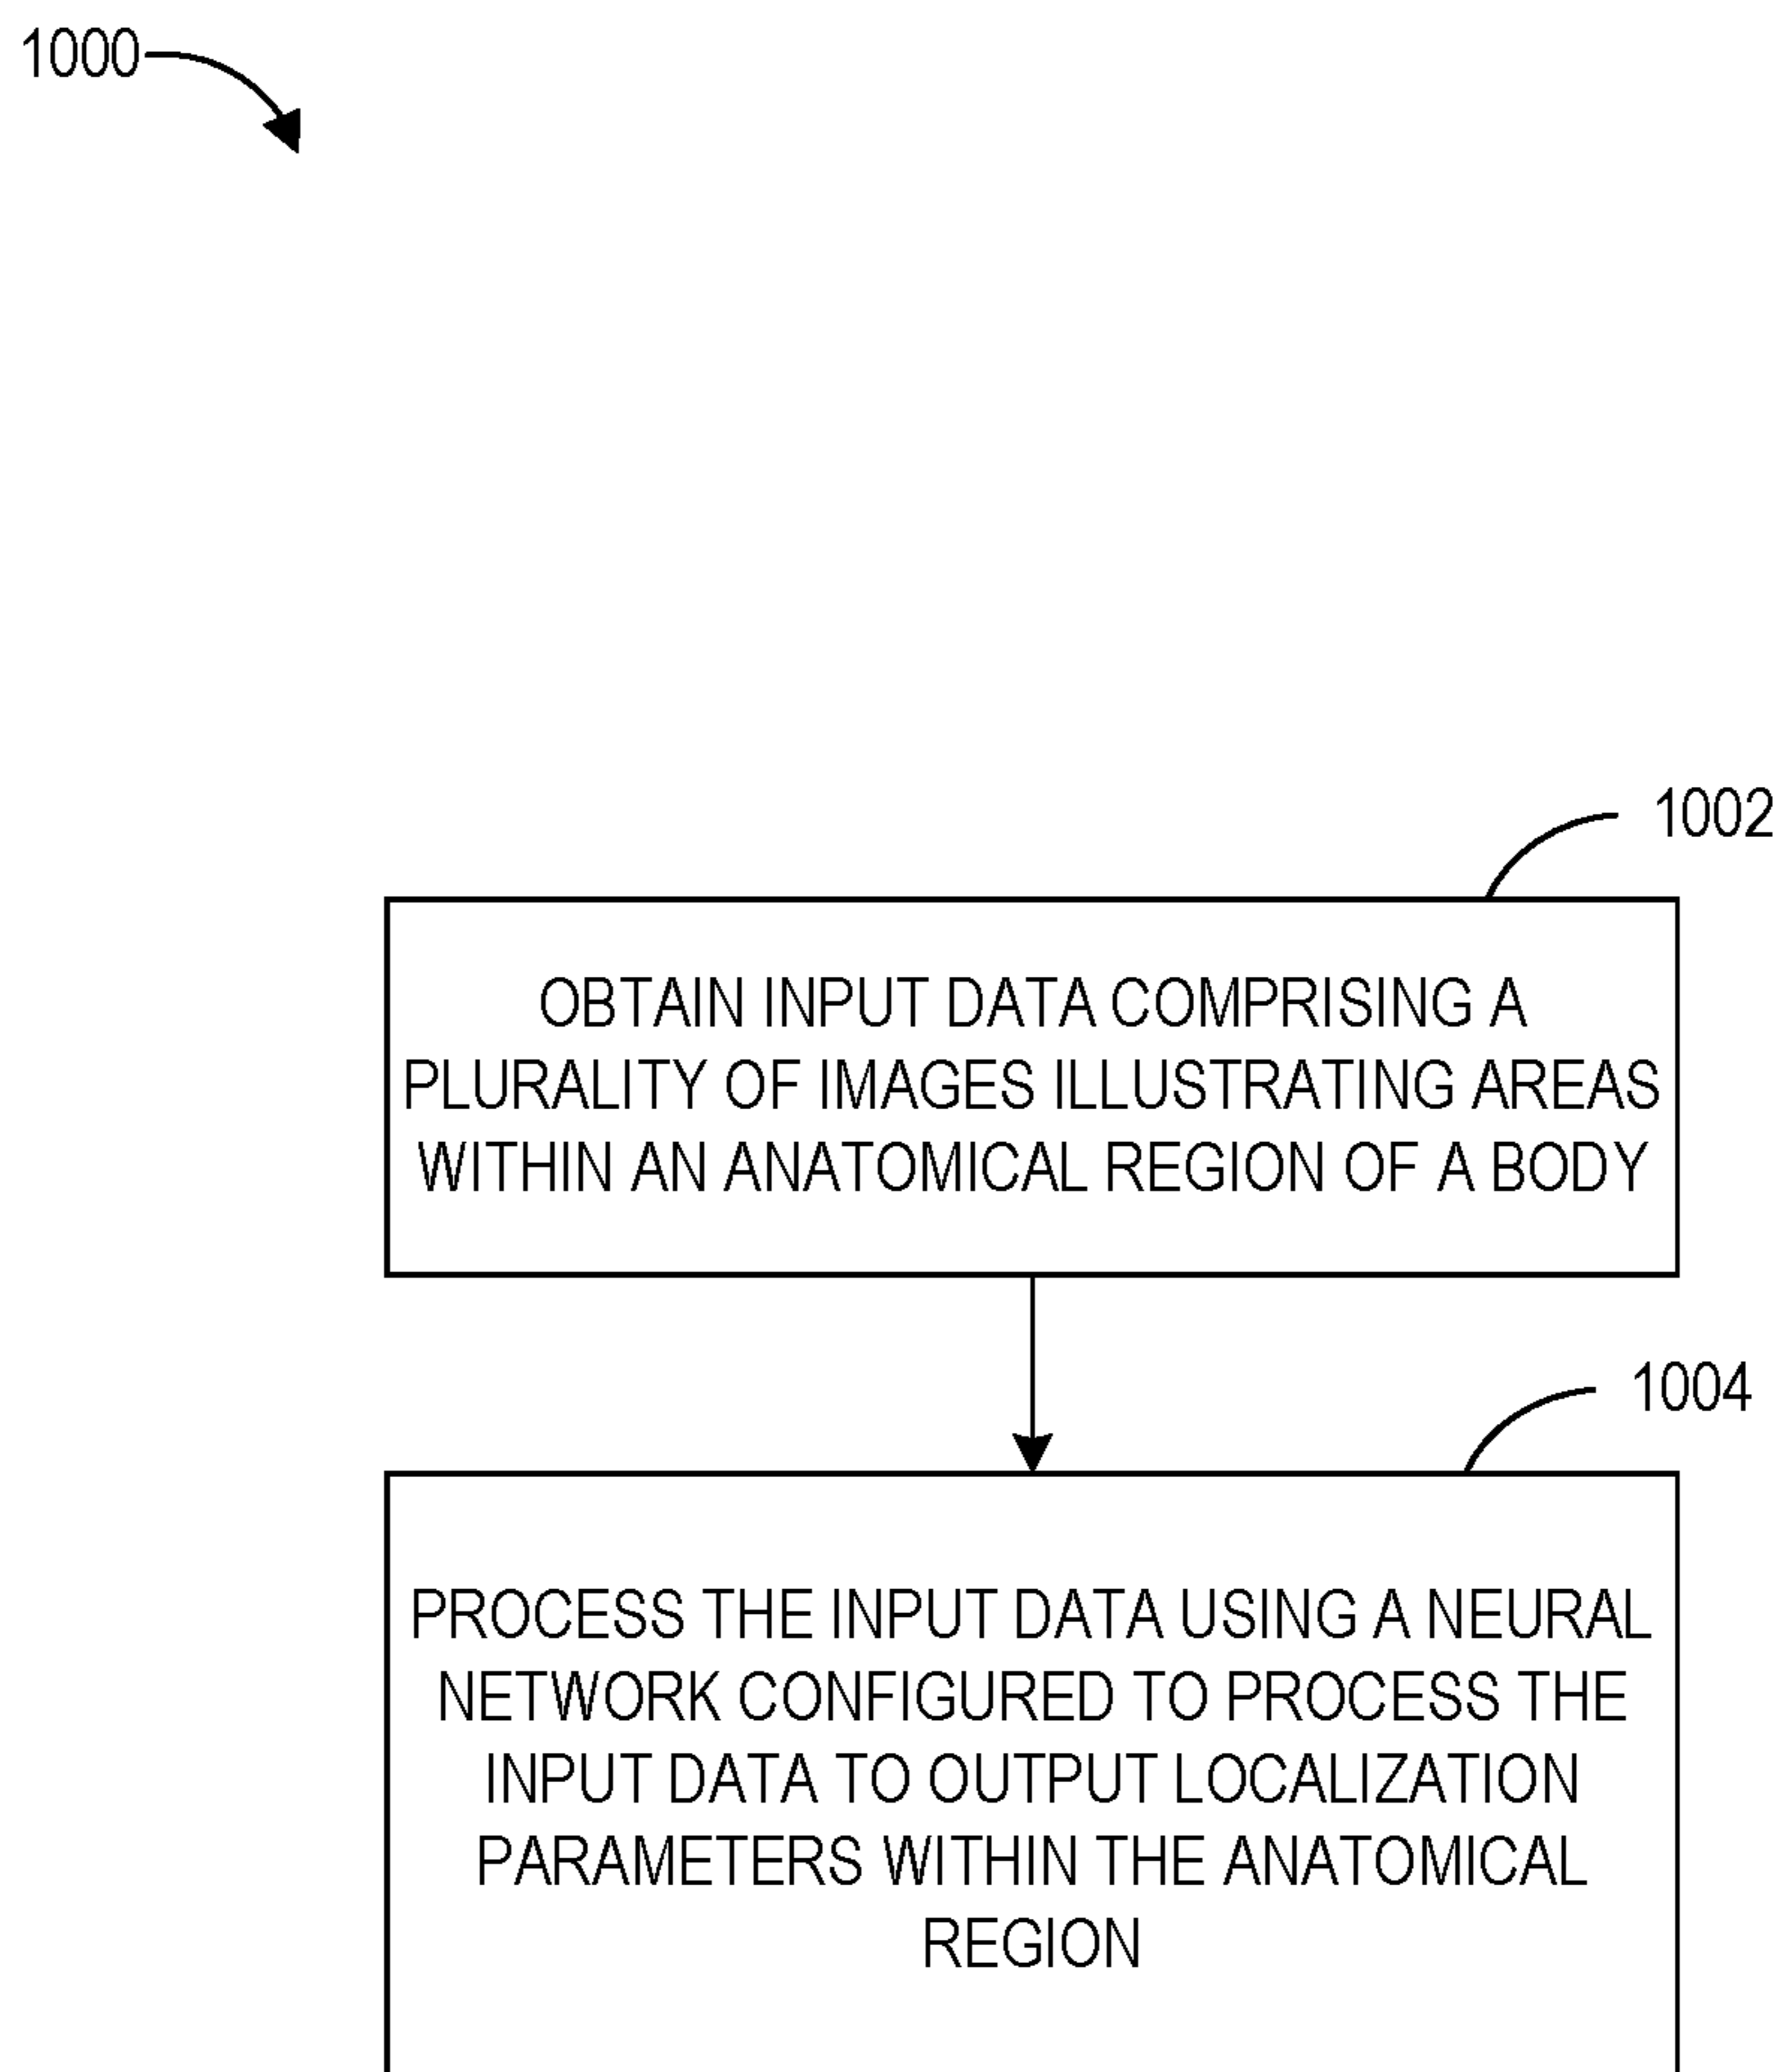 1000
1002
OBTAIN INPUT DATA COMPRISING A
PLURALITY OF IMAGES ILLUSTRATING AREAS
WITHIN AN ANATOMICAL REGION OF A BODY
1004
PROCESS THE INPUT DATA USING A NEURAL
NETWORK CONFIGURED TO PROCESS THE
INPUT DATA TO OUTPUT LOCALIZATION
PARAMETERS WITHIN THE ANATOMICAL
REGION